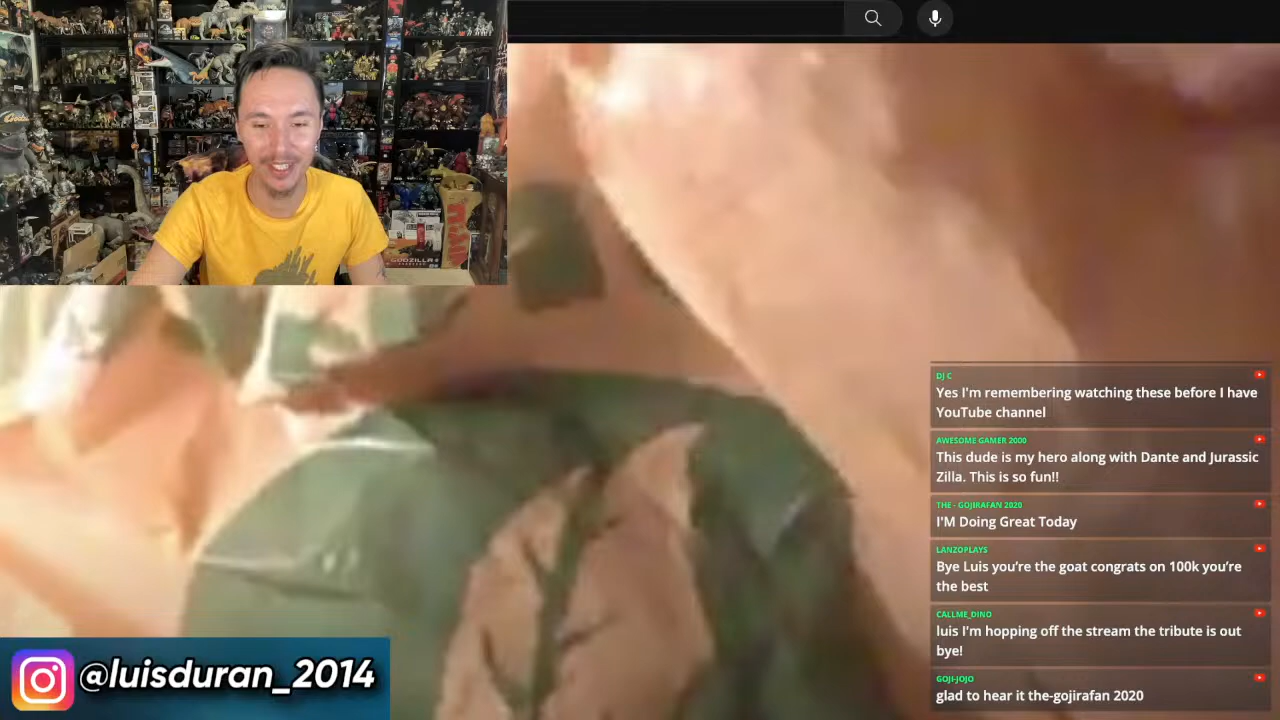 DJ C
Yes I'm remembering watching these before I have
YouTube channel
AWESOME GAMER 2000
This dude is my hero along with Dante and Jurassic
Zilla. This is so fun!!
THE - GOJIRAFAN 2020
I'M Doing Great Today
LANZOPLAYS
Bye Luis you're the goat congrats on 100k you're
the best
CALLME_DINO
luis I'm hopping off the stream the tribute is out
bye!
GOJI-JOJO
glad to hear it the-gojirafan 2020
@luisduran_2014
GODZILLA